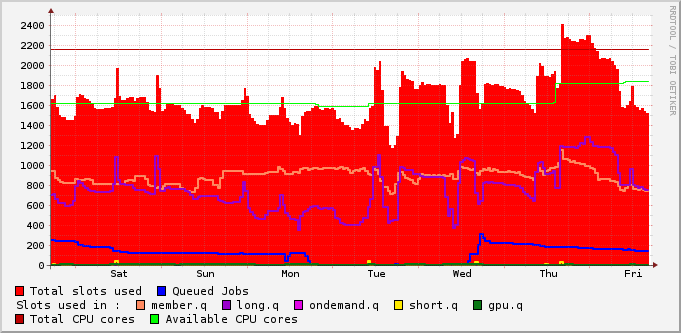 RRDTOOL / TOBI OETIKER
2400
2200
2000
1800
1600
1400
1200
1000
800
600
400
200
0
Sat Sun Mon Tue Wed Thu Fri
Total slots used Queued Jobs
Slots used in : member.q long.q ondemand.q short.q gpu.q
Total CPU cores Available CPU cores